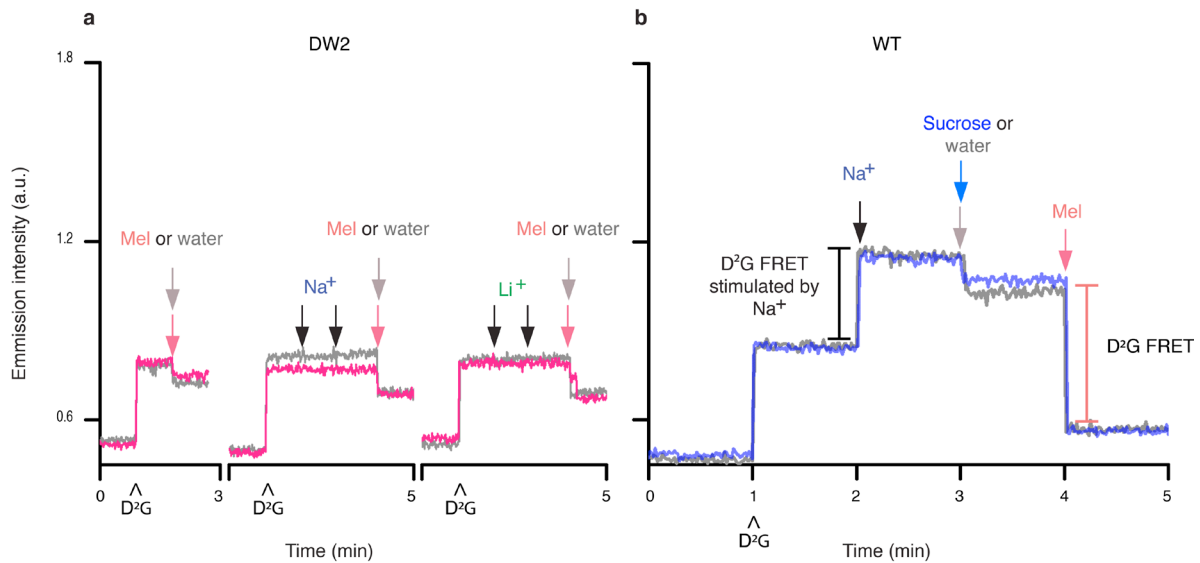 a
DW2
1.8
1.2
0.6
Emmission intensity (a.u.)
Mel or water
Na+
Mel or water
Li+
Mel or water
0
3
5
5
^
D²G
^
D²G
^
D²G
Time (min)
b
WT
Sucrose or
water
Na+
Mel
D²G FRET
stimulated by
Na+
D²G FRET
0
1
2
3
4
5
^
D²G
Time (min)